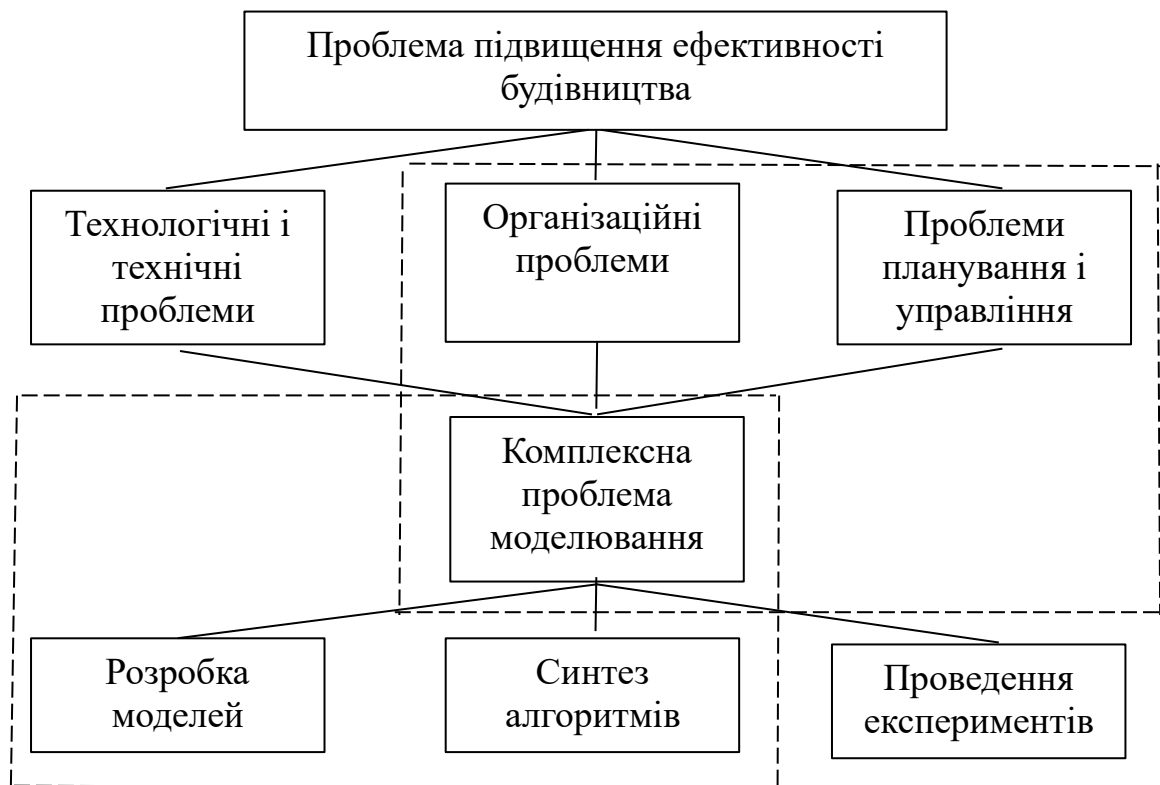 Проблема підвищення ефективності
будівництва
Технологічні і
технічні
проблеми
Організаційні
проблеми
Проблеми
планування і
управління
Комплексна
проблема
моделювання
Розробка
моделей
Синтез
алгоритмів
Проведення
експериментів